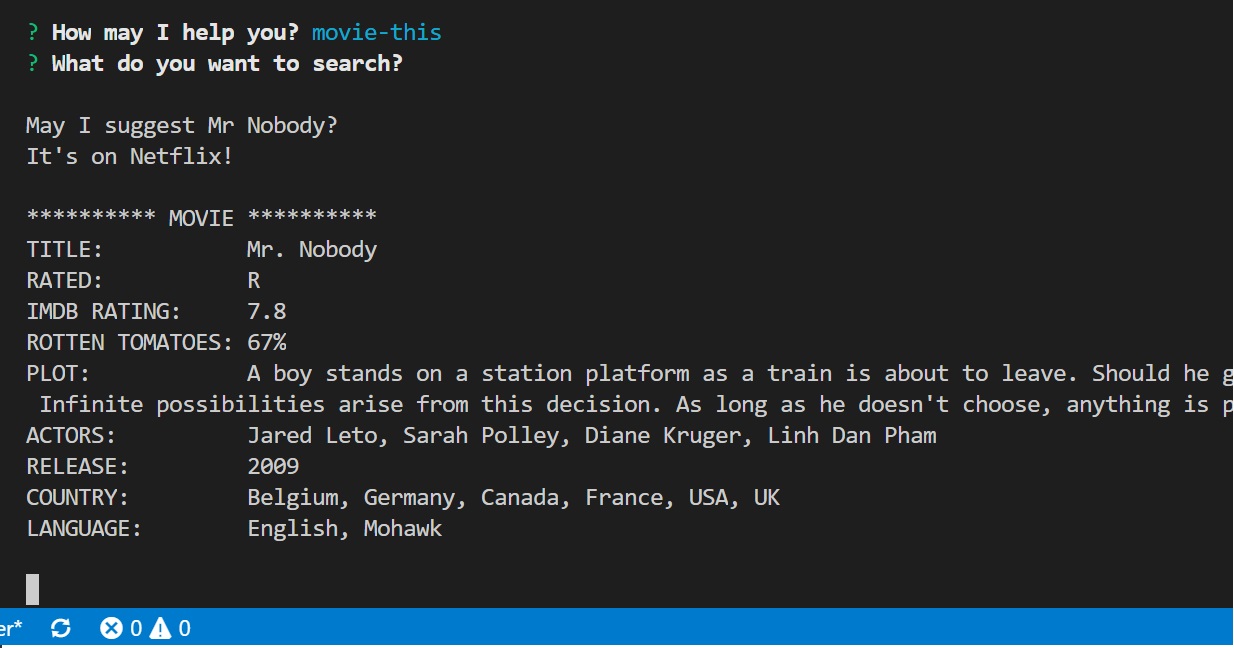 ? How may I help you? movie-this
? What do you want to search?
May I suggest Mr Nobody?
It's on Netflix!
********** MOVIE **********
TITLE: Mr. Nobody
RATED: R
IMDB RATING: 7.8
ROTTEN TOMATOES: 67%
PLOT: A boy stands on a station platform as a train is about to leave. Should he g
Infinite possibilities arise from this decision. As long as he doesn't choose, anything is p
ACTORS: Jared Leto, Sarah Polley, Diane Kruger, Linh Dan Pham
RELEASE: 2009
COUNTRY: Belgium, Germany, Canada, France, USA, UK
LANGUAGE: English, Mohawk
er* 0 0